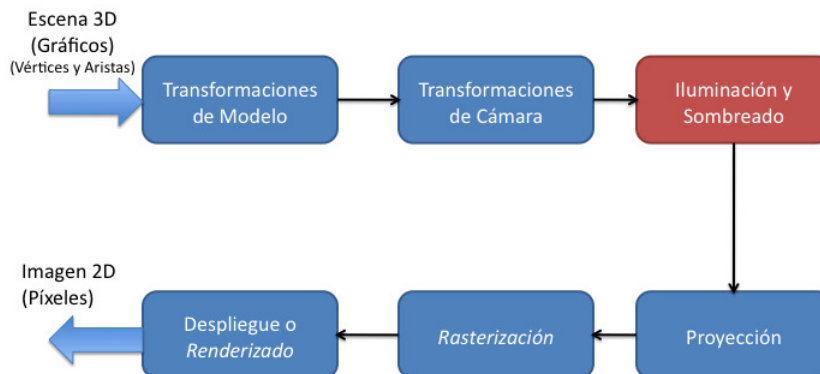 Escena 3D
(Gráficos)
(Vértices y Aristas)
Transformaciones
de Modelo
Transformaciones
de Cámara
Iluminación y
Sombreado
Imagen 2D
(Píxeles)
Despliegue o
Renderizado
Rasterización
Proyección